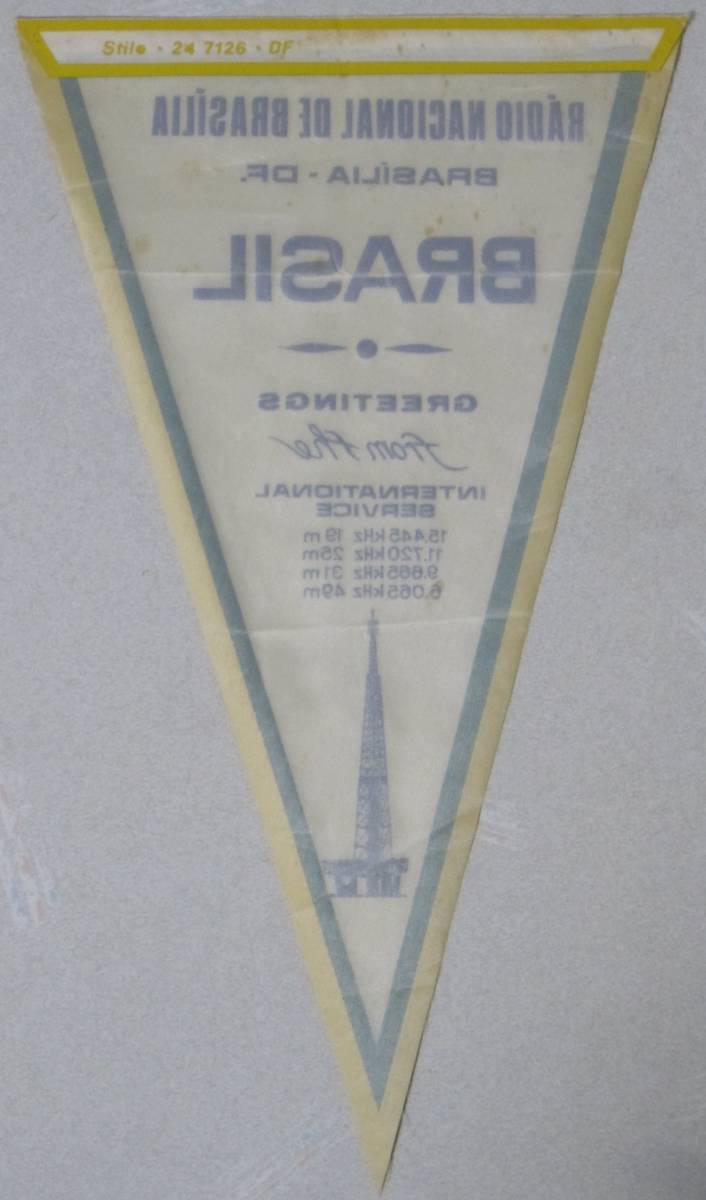 Stilo • 24 7126 • DF
RÁDIO NACIONAL DE BRASÍLIA
BRASÍLIA - DF.
BRASIL
GREETINGS
from the
INTERNATIONAL
SERVICE
15.445 kHz 19 m
11.720 kHz 25m
9.665 kHz 31 m
6.065 kHz 49m